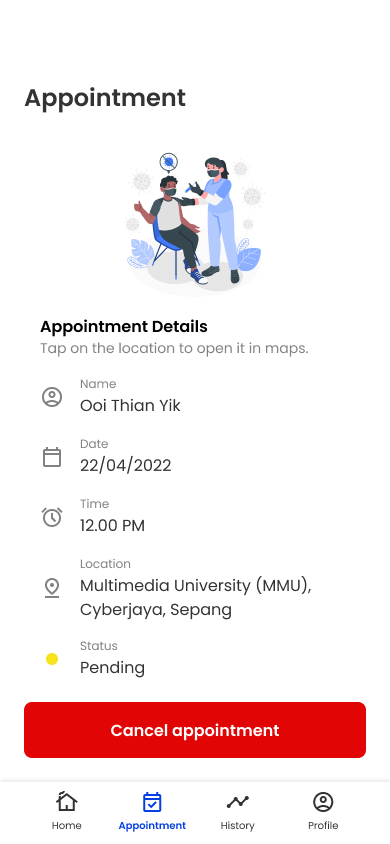 Appointment
Appointment Details
Tap on the location to open it in maps.
Name
Ooi Thian Yik
Date
22/04/2022
Time
12.00 PM
Location
Multimedia University (MMU),
Cyberjaya, Sepang
Status
Pending
Cancel appointment
Home Appointment History Profile